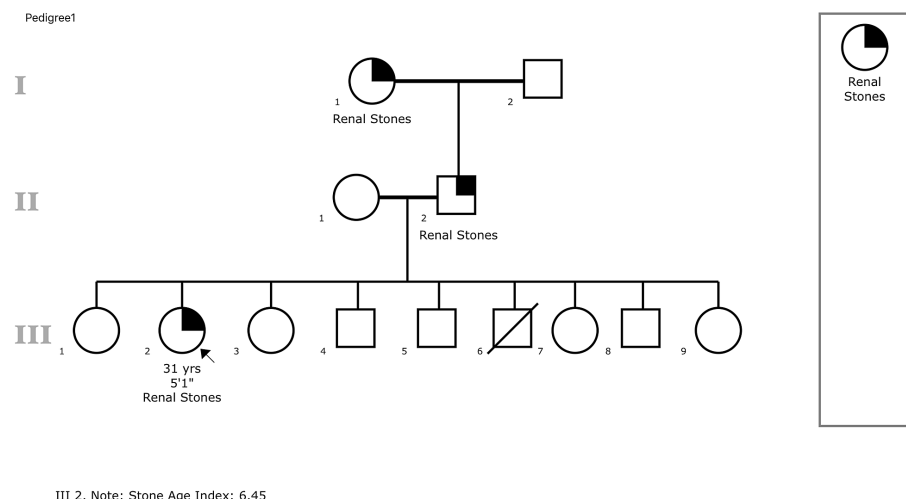 Pedigree1
I
1
2
Renal Stones
Renal
Stones
II
1
2
Renal Stones
III
1
2
3
4
5
6
7
8
9
31 yrs
5'1"
Renal Stones
III 2. Note: Stone Age Index: 6.45